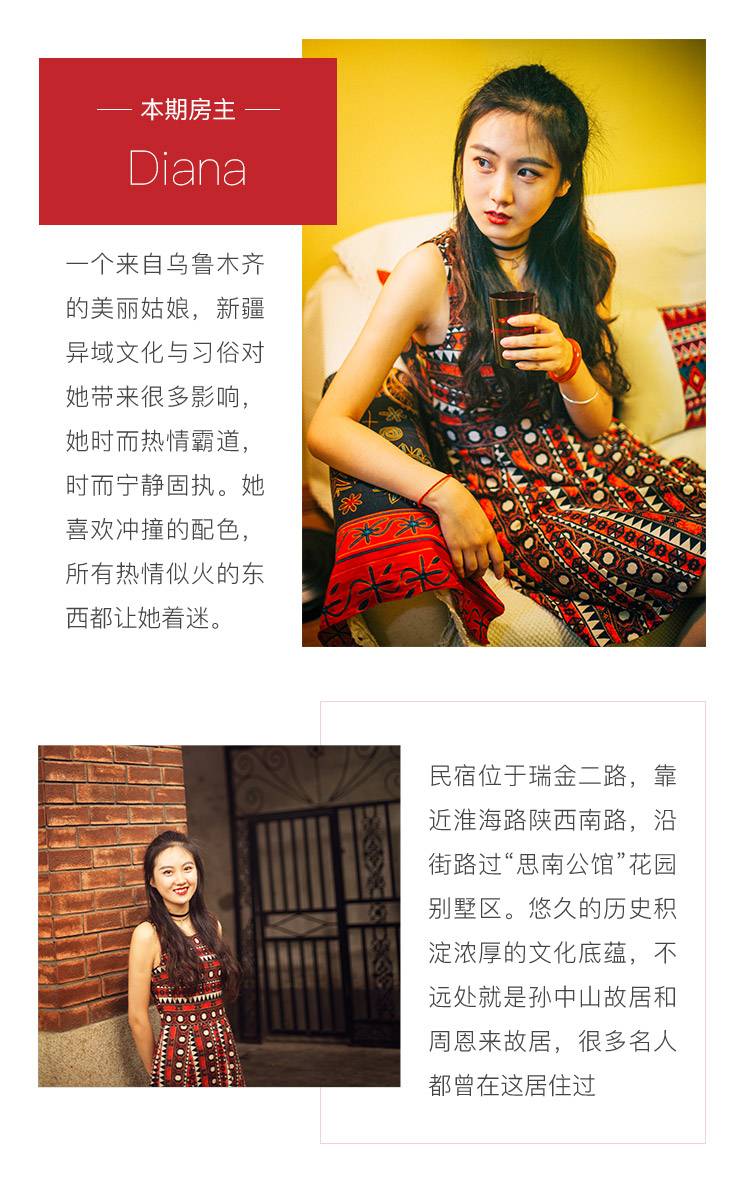 本期房主
Diana
一个来自乌鲁木齐
的美丽姑娘，新疆
异域文化与习俗对
她带来很多影响，
她时而热情霸道，
时而宁静固执。她
喜欢冲撞的配色，
所有热情似火的东
西都让她着迷。
民宿位于瑞金二路，靠
近淮海路陕西南路，沿
街路过“思南公馆”花园
别墅区。悠久的历史积
淀浓厚的文化底蕴，不
远处就是孙中山故居和
周恩来故居，很多名人
都曾在这居住过